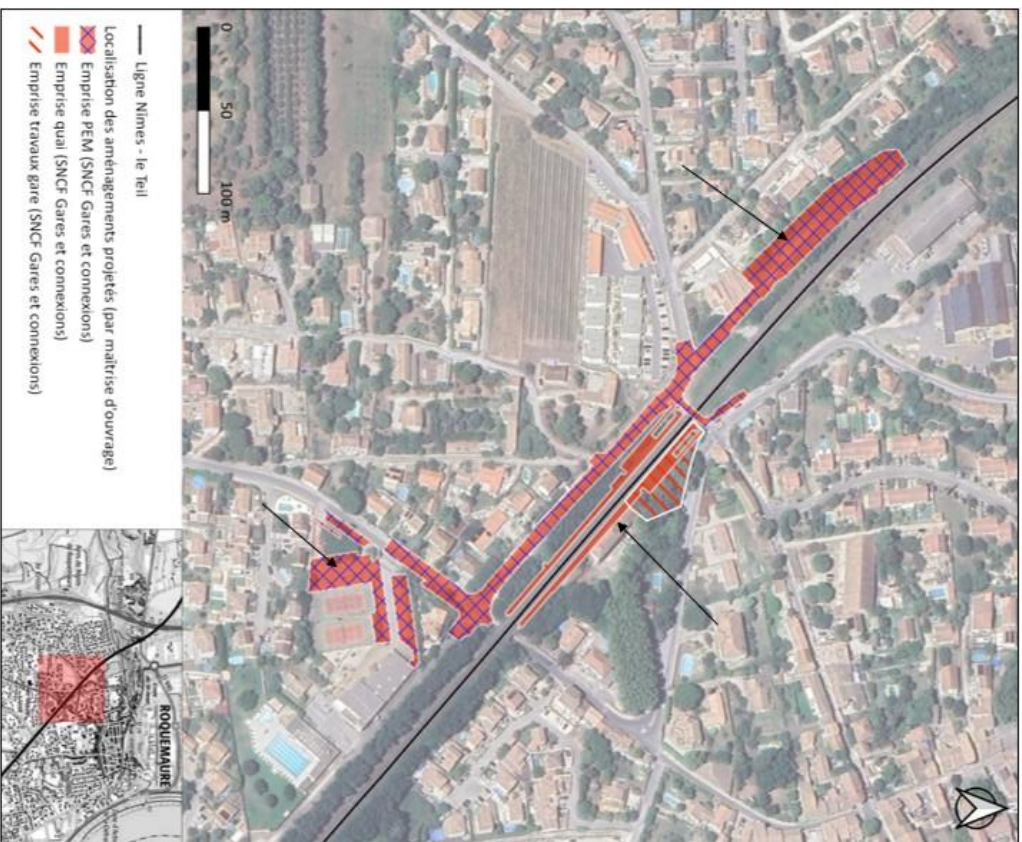 Ligne Nîmes - le Teil
Localisation des aménagements projetés (par maîtrise d'ouvrage)
Emprise PEM (SNCF Gares et connexions)
Emprise quai (SNCF Gares et connexions)
Emprise travaux gare (SNCF Gares et connexions)
0 50 100 m
ROQUEMAURE